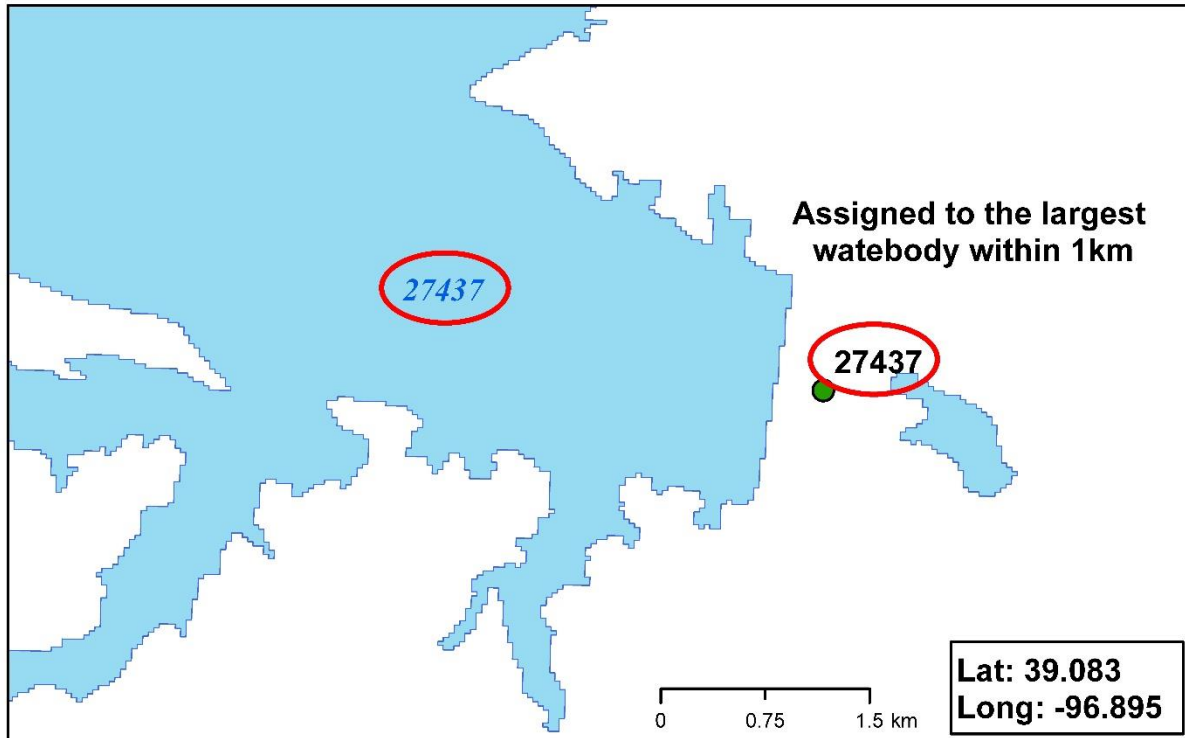 Assigned to the largest
watebody within 1km
27437
27437
0 0.75 1.5 km
Lat: 39.083
Long: -96.895